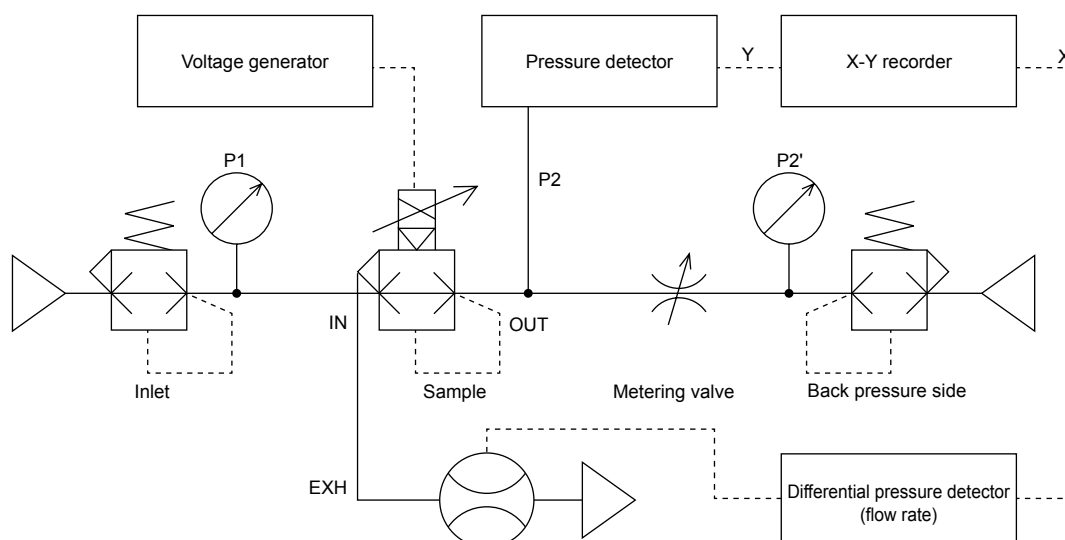 Voltage generator
Pressure detector
Y
X-Y recorder
X
P1
P2
P2'
IN
OUT
Inlet
Sample
Metering valve
Back pressure side
EXH
Differential pressure detector
(flow rate)